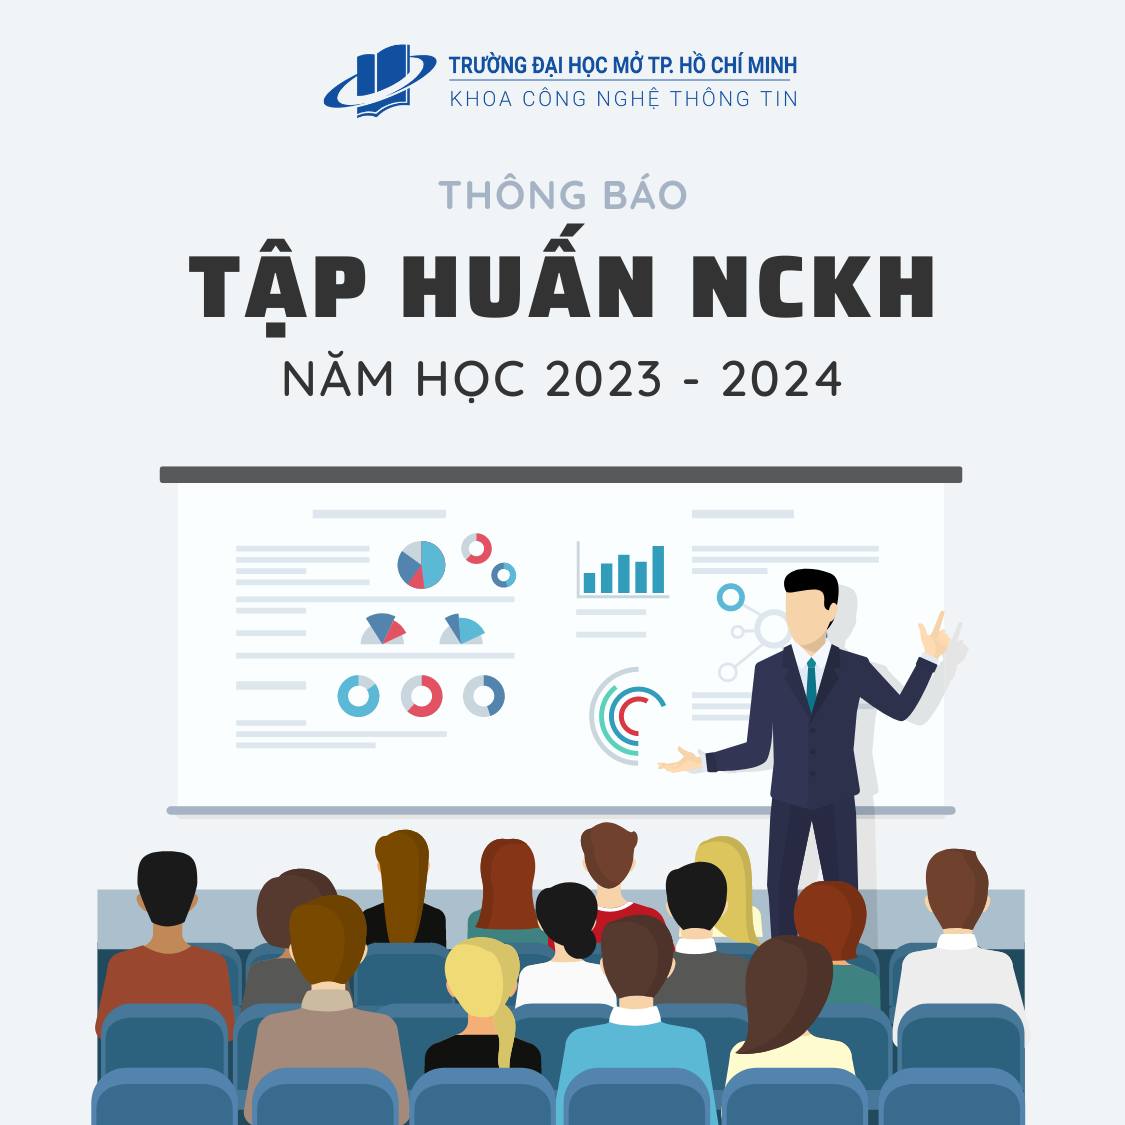 TRƯỜNG ĐẠI HỌC MỞ TP. HỒ CHÍ MINH
KHOA CÔNG NGHỆ THÔNG TIN
THÔNG BÁO
TẬP HUẤN NCKH
NĂM HỌC 2023 - 2024